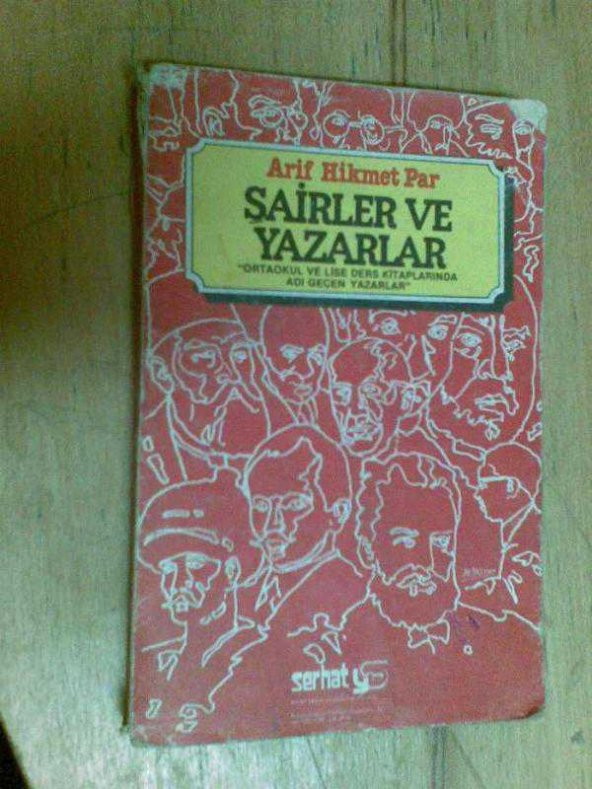 Arif Hikmet Par
ŞAİRLER VE
YAZARLAR
"ORTAOKUL VE LİSE DERS KİTAPLARINDA
ADI GEÇEN YAZARLAR"
serhat